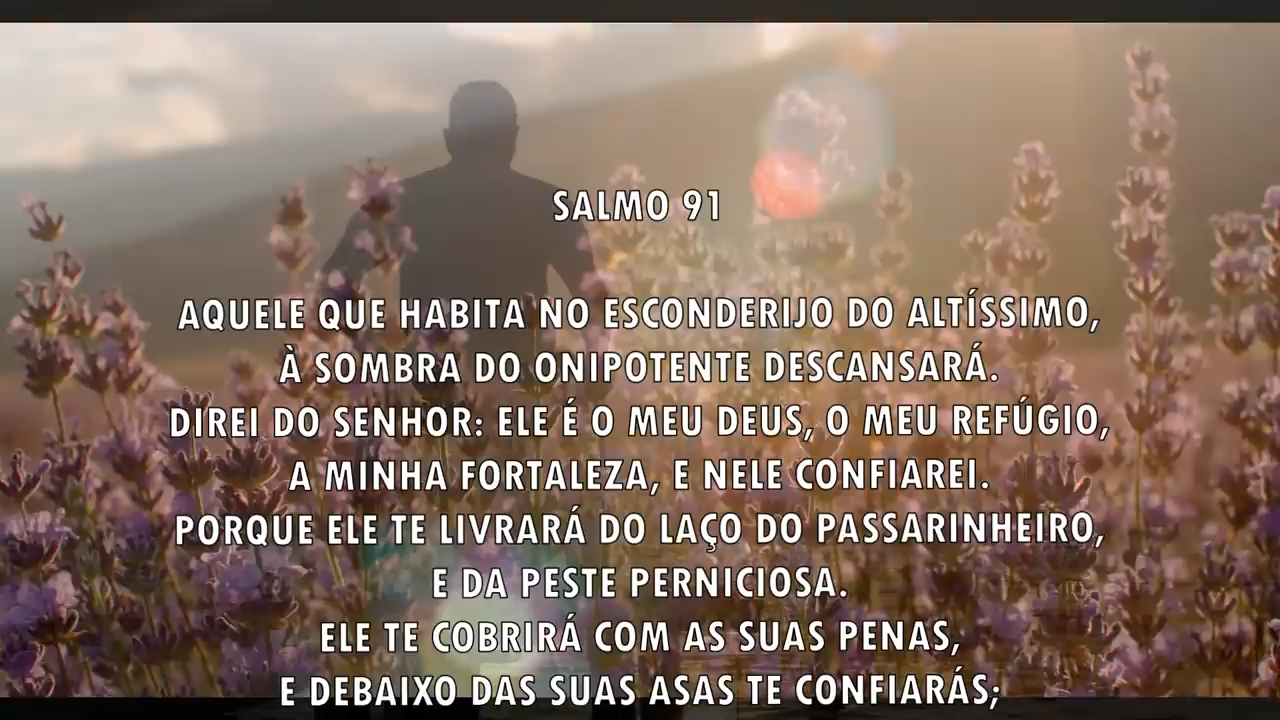 SALMO 91
AQUELE QUE HABITA NO ESCONDERIJO DO ALTÍSSIMO,
À SOMBRA DO ONIPOTENTE DESCANSARÁ.
DIREI DO SENHOR: ELE É O MEU DEUS, O MEU REFÚGIO,
A MINHA FORTALEZA, E NELE CONFIAREI.
PORQUE ELE TE LIVRARÁ DO LAÇO DO PASSARINHEIRO,
E DA PESTE PERNICIOSA.
ELE TE COBRIRÁ COM AS SUAS PENAS,
E DEBAIXO DAS SUAS ASAS TE CONFIARÁS;